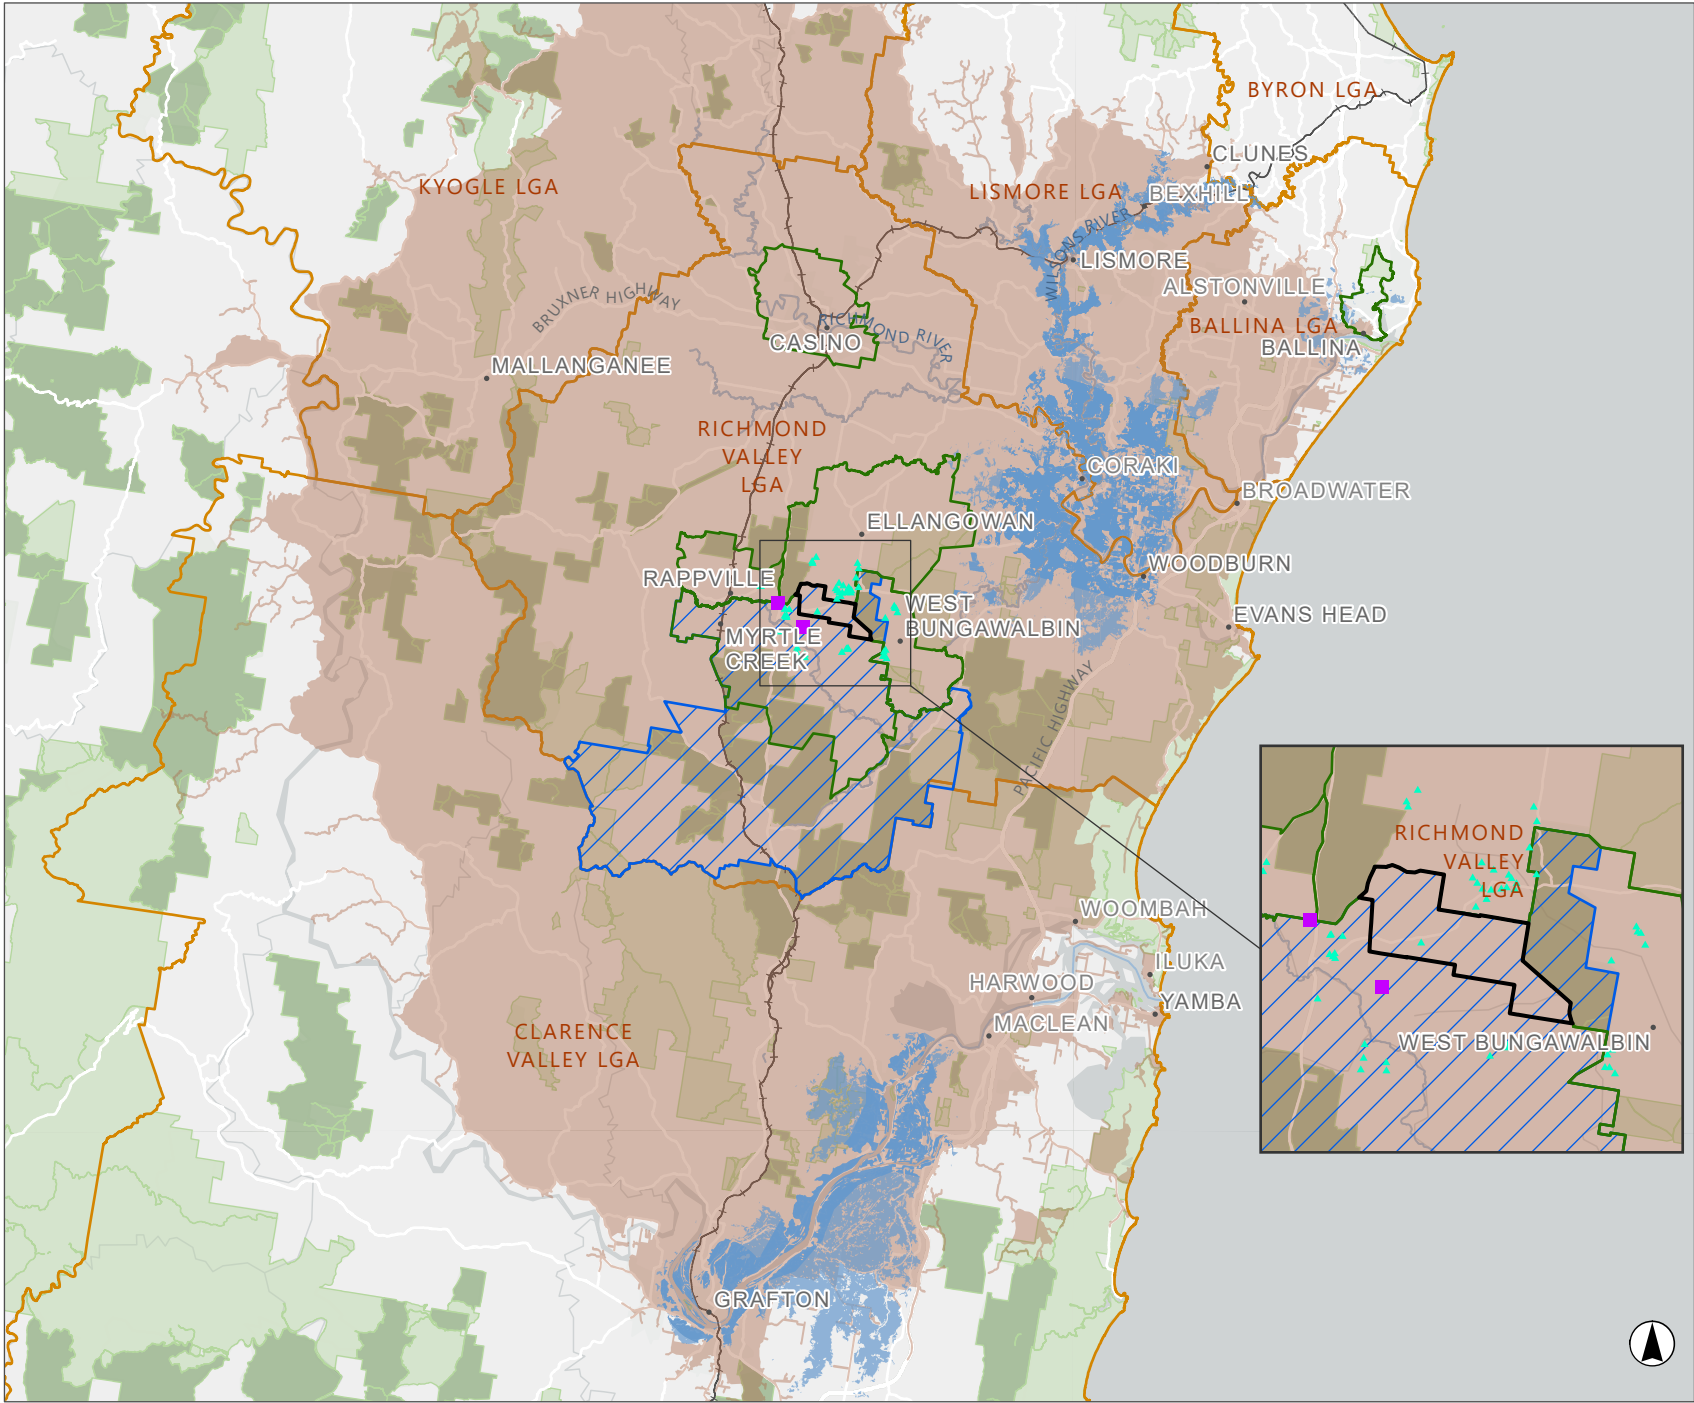 BYRON LGA
CLUNES
KYOGLE LGA
LISMORE LGA
BEXHILL
WILSONS RIVER
LISMORE
ALSTONVILLE
BRUXNER HIGHWAY
RICHMOND RIVER
BALLINA LGA
CASINO
BALLINA
MALLANGANEE
RICHMOND
VALLEY
LGA
CORAKI
BROADWATER
ELLANGOWAN
WOODBURN
RAPPVILLE
WEST
BUNGAWALBIN
EVANS HEAD
MYRTLE
CREEK
PACIFIC HIGHWAY
RICHMOND
VALLEY
LGA
WOOMBAH
ILUKA
HARWOOD
YAMBA
MACLEAN
CLARENCE
VALLEY LGA
WEST BUNGAWALBIN
GRAFTON